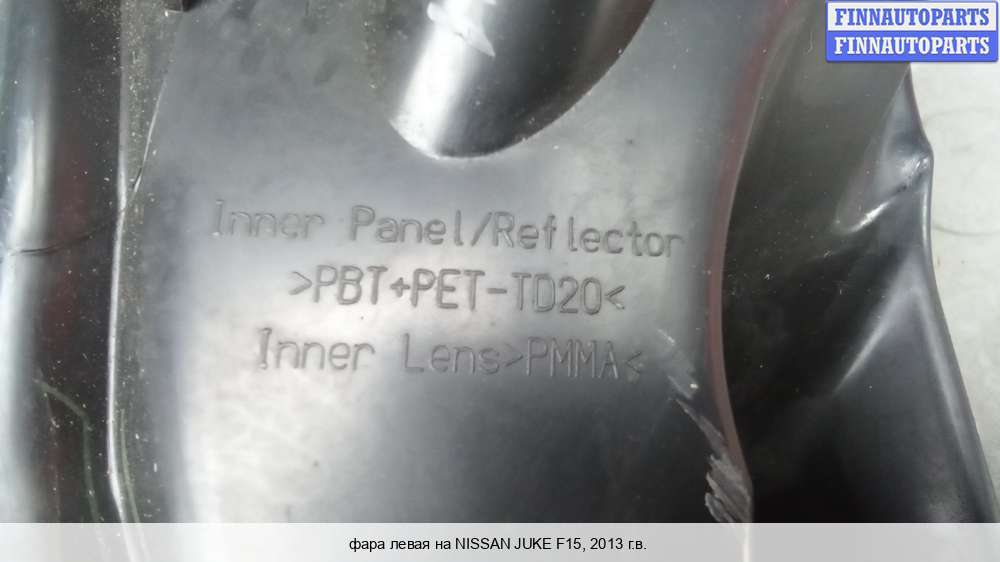 FINNAUTOPARTS
FINNAUTOPARTS
Inner Panel/Reflector
>PBT+PET-TD20<
Inner Lens>PMMA<
фара левая на NISSAN JUKE F15, 2013 г.в.